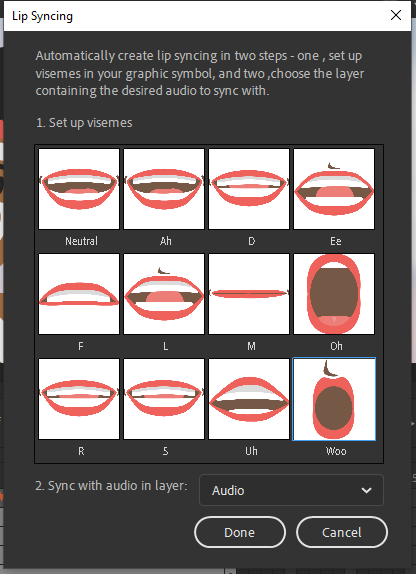 Lip Syncing
Automatically create lip syncing in two steps - one , set up
visemes in your graphic symbol, and two ,choose the layer
containing the desired audio to sync with.
1. Set up visemes
Neutral Ah D Ee
F L M Oh
R S Uh Woo
2. Sync with audio in layer: Audio
Done Cancel